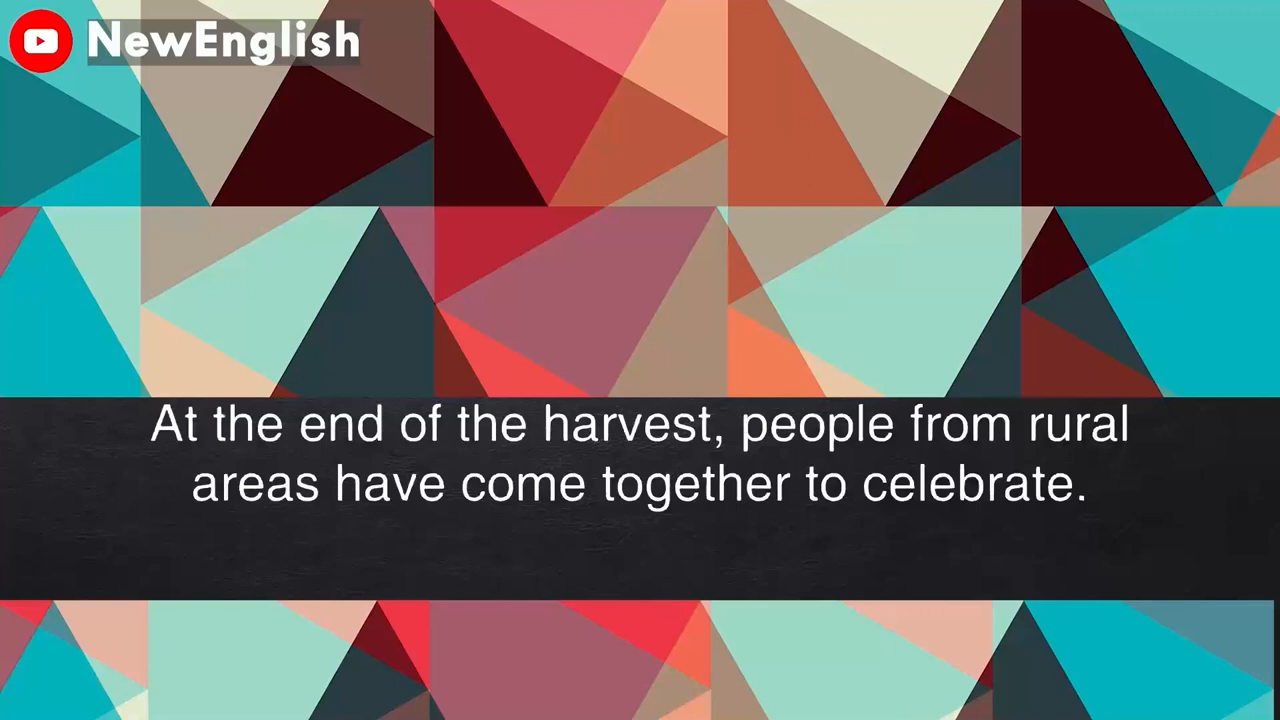 NewEnglish
At the end of the harvest, people from rural
areas have come together to celebrate.